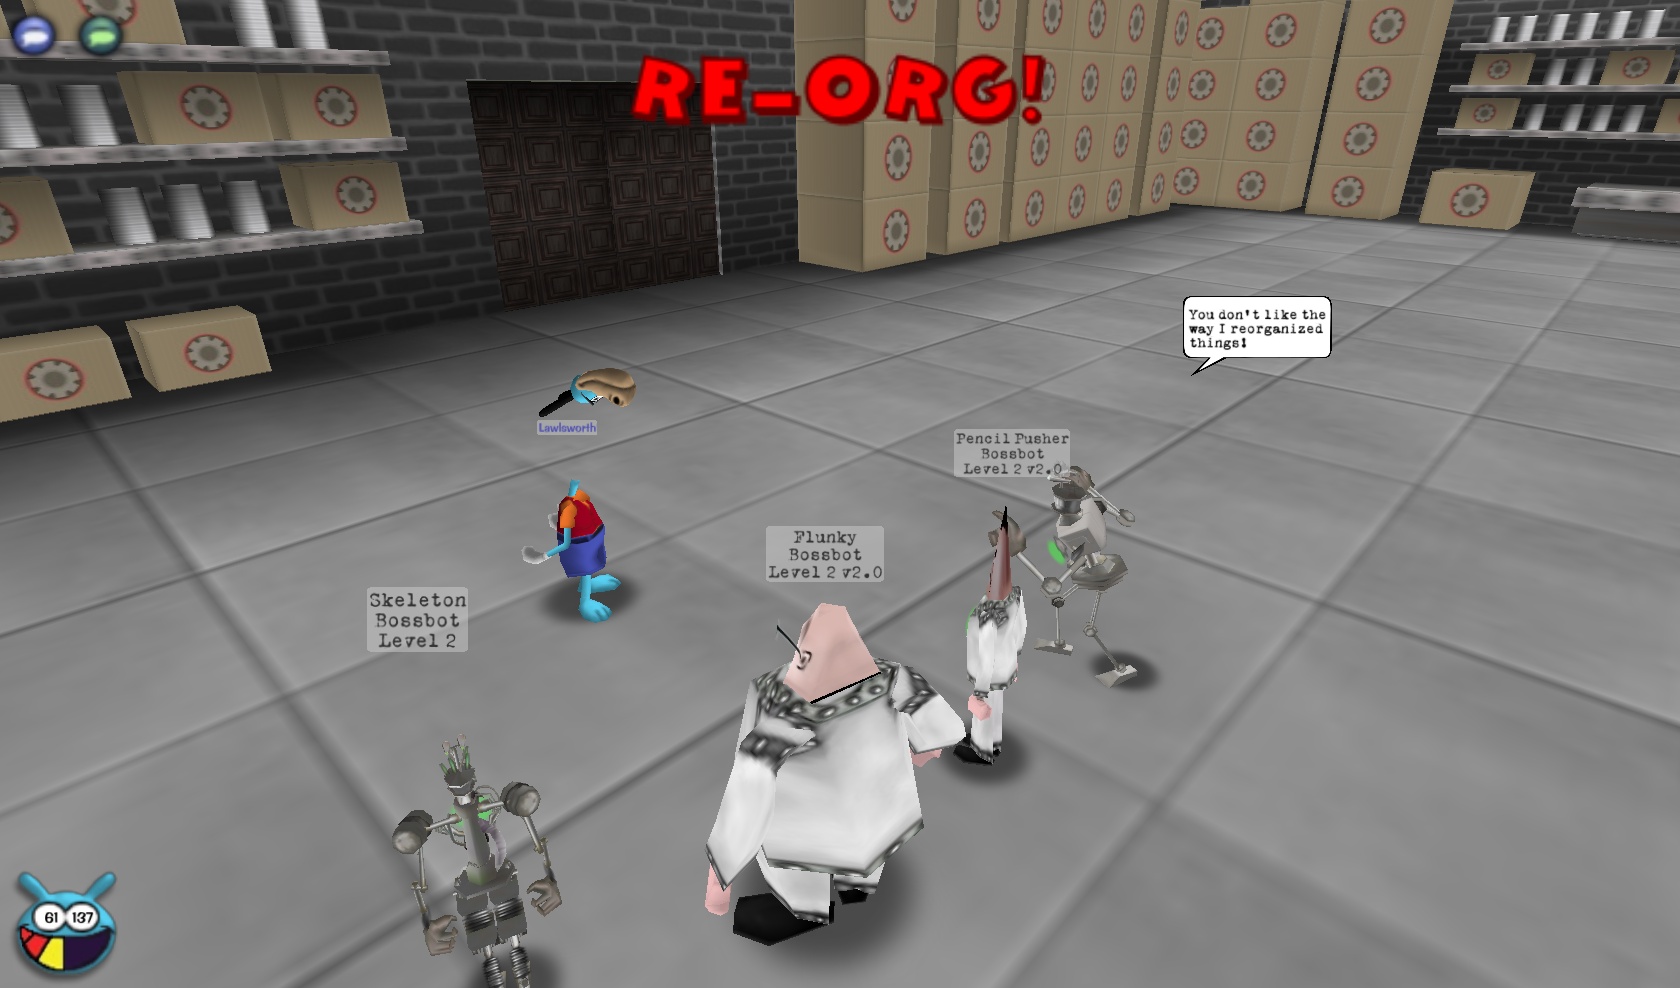 RE-ORG!
You don't like the
way I reorganized
things!
Lawlsworth
Pencil Pusher
Bossbot
Level 2 v2.0
Flunky
Bossbot
Level 2 v2.0
Skeleton
Bossbot
Level 2
61 137